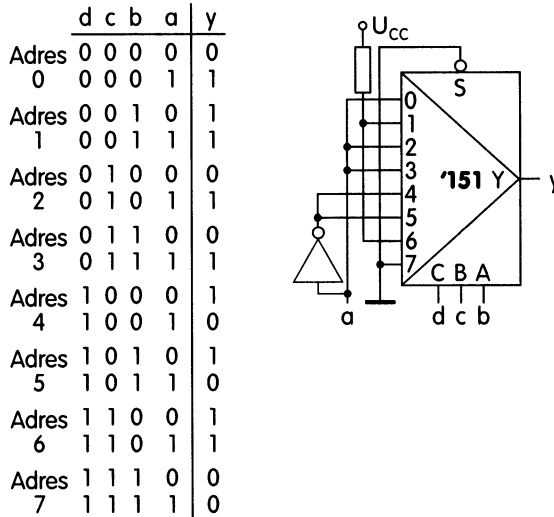 d c b a y
Adres 0 0 0 0 0
0 0 0 0 1 1
Adres 0 0 1 0 1
1 0 0 1 1 1
Adres 0 1 0 0 0
2 0 1 0 1 1
Adres 0 1 1 0 0
3 0 1 1 1 1
Adres 1 0 0 0 1
4 1 0 0 1 0
Adres 1 0 1 0 1
5 1 0 1 1 0
Adres 1 1 0 0 1
6 1 1 0 1 1
Adres 1 1 1 0 0
7 1 1 1 1 0
UCC
S
0
1
2
3
'151 Y y
4
5
6
7
C B A
a d c b